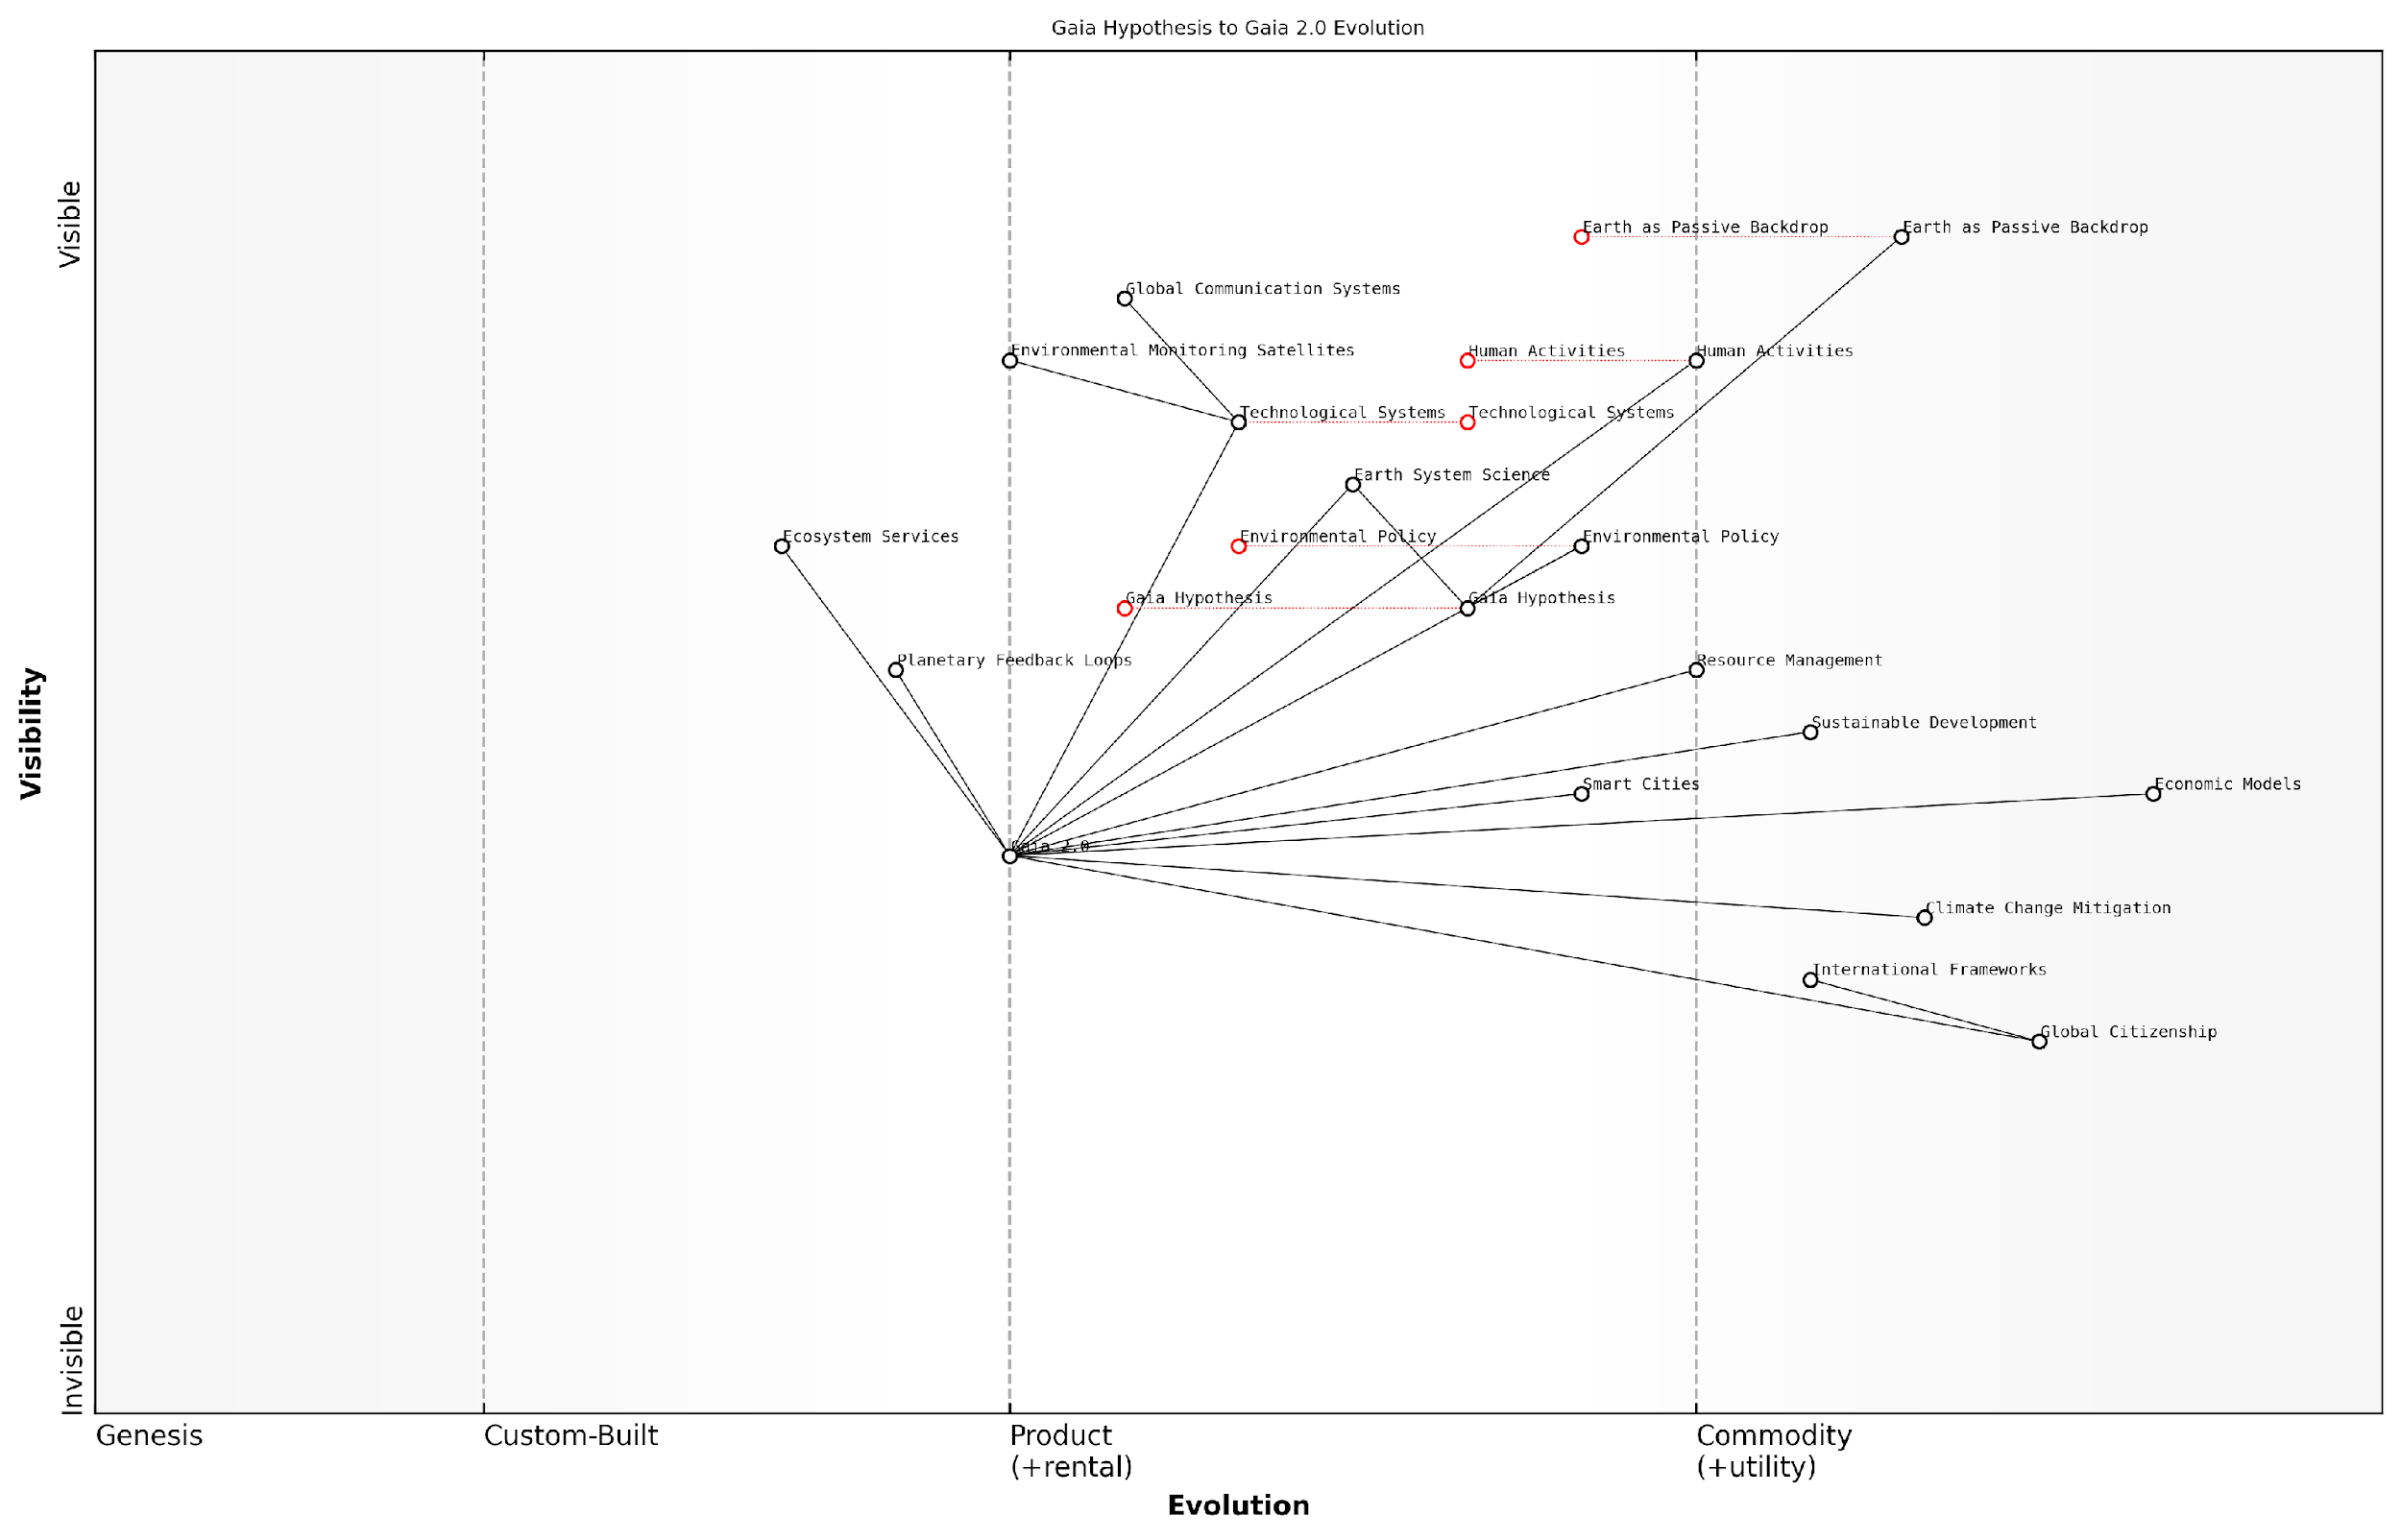 Gaia Hypothesis to Gaia 2.0 Evolution
Visible
Earth as Passive Backdrop
Earth as Passive Backdrop
Global Communication Systems
Environmental Monitoring Satellites
Human Activities
Human Activities
Technological Systems
Technological Systems
Earth System Science
Ecosystem Services
Environmental Policy
Environmental Policy
Gaia Hypothesis
Gaia Hypothesis
Planetary Feedback Loops
Resource Management
Sustainable Development
Smart Cities
Economic Models
Visibility
Gaia 2.0
Climate Change Mitigation
International Frameworks
Global Citizenship
Invisible
Genesis
Custom-Built
Product
(+rental)
Commodity
(+utility)
Evolution